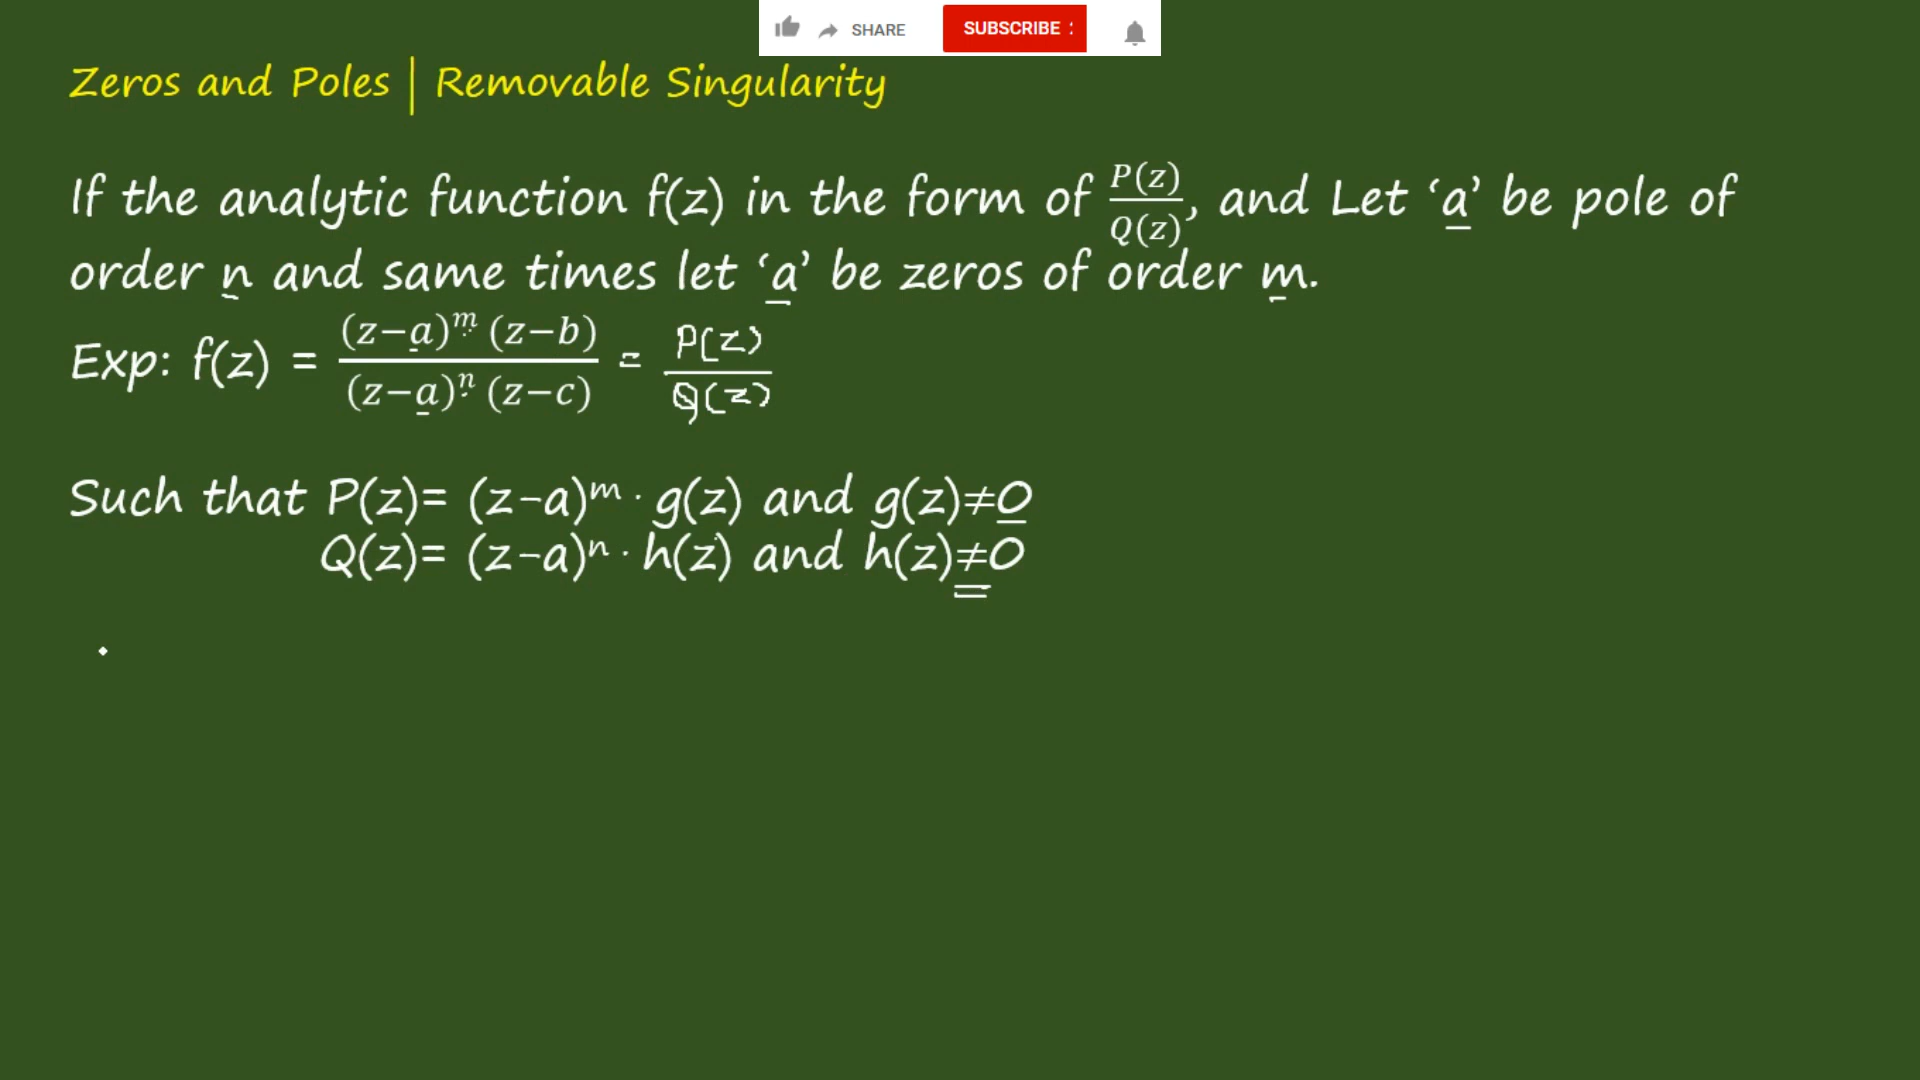 SHARE SUBSCRIBE :
Zeros and Poles | Removable Singularity
If the analytic function f(z) in the form of P(z)/Q(z), and Let ‘a’ be pole of
order n and same times let ‘a’ be zeros of order m.
Exp: f(z) = (z−a)^m (z−b) / (z−a)^n (z−c) = P(z)/Q(z)
Such that P(z)= (z-a)^m · g(z) and g(z)≠0
Q(z)= (z-a)^n · h(z) and h(z)≠0